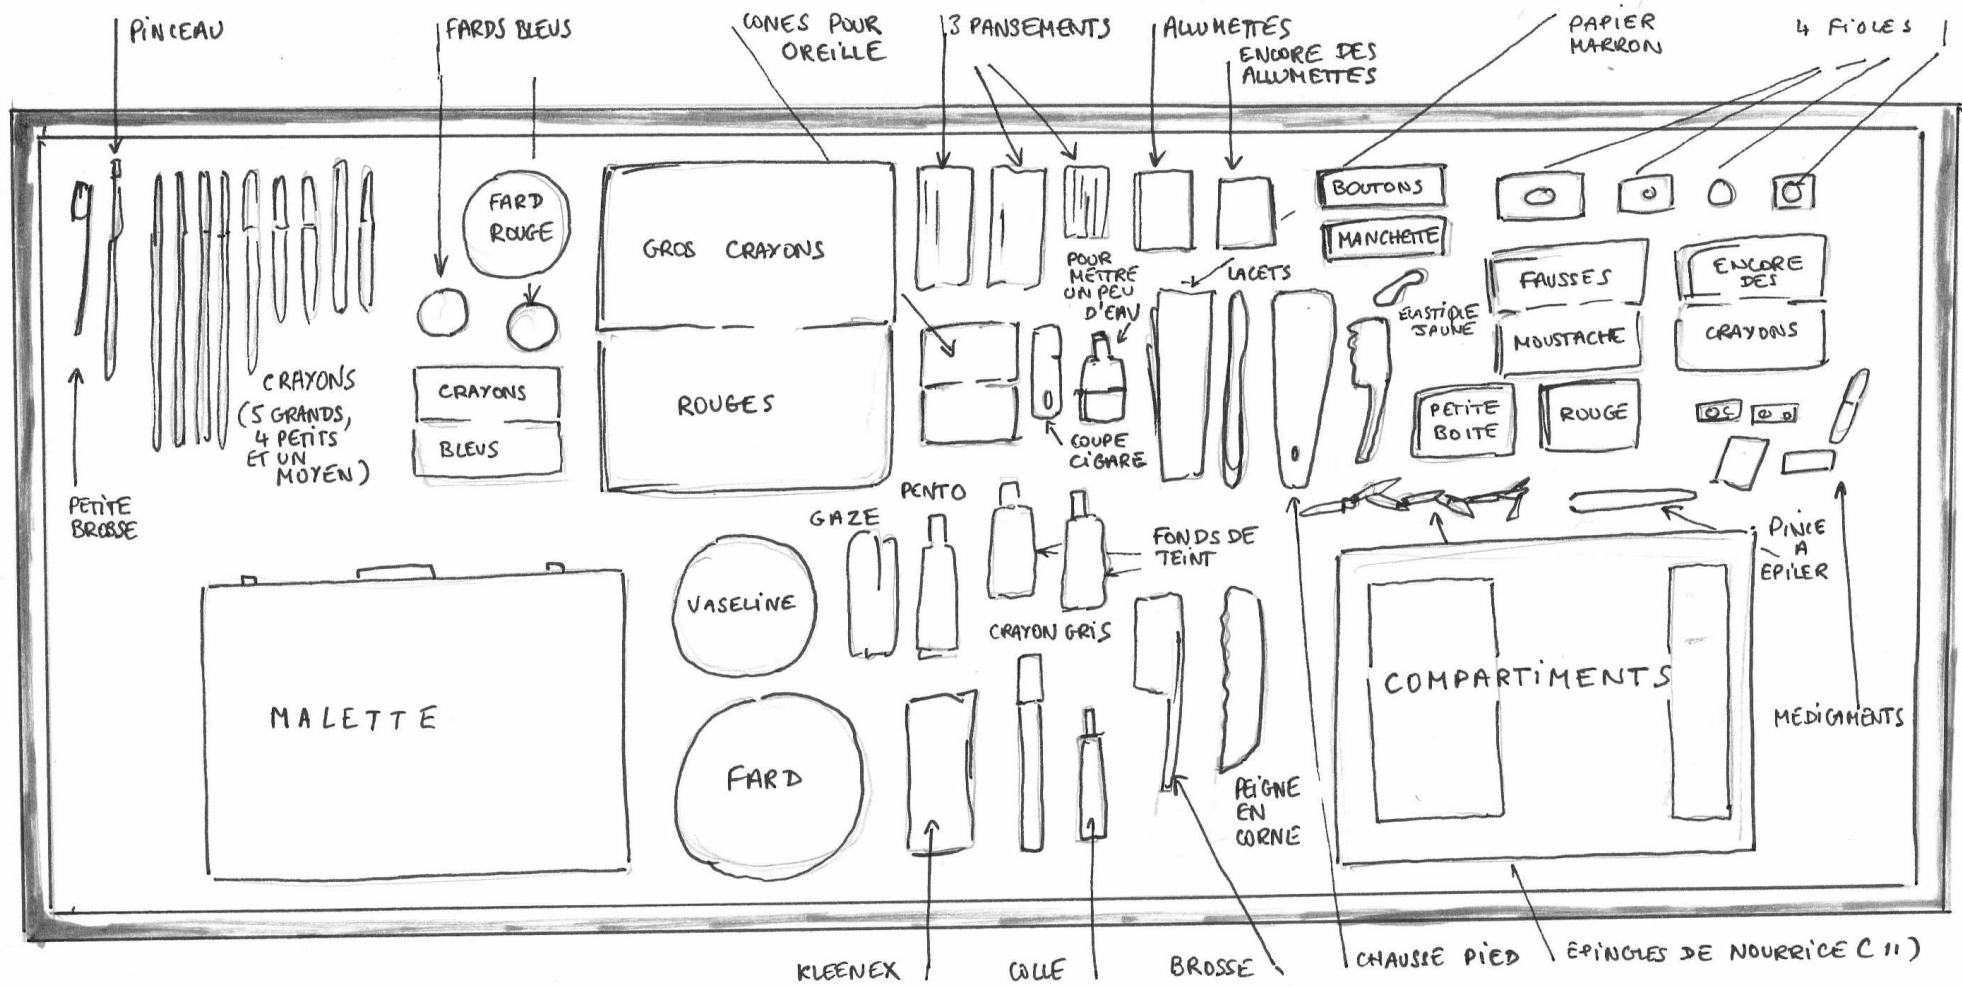 PINCEAU
FARDS BLEUS
CONES POUR
OREILLE
3 PANSEMENTS
ALLUMETTES
ENCORE DES
ALLUMETTES
PAPIER
MARRON
4 FIOLES
FARD
ROUGE
GROS CRAYONS
ROUGES
BOUTONS
MANCHETTE
POUR
METTRE
UN PEU
D'EAU
LACETS
ELASTIQUE
JAUNE
FAUSSES
MOUSTACHE
ENCORE
DES
CRAYONS
CRAYONS
(5 GRANDS,
4 PETITS
ET UN
MOYEN)
CRAYONS
BLEUS
PETITE
BOITE
ROUGE
COUPE
CIGARE
PETITE
BROSSE
PENTO
GAZE
FONDS DE
TEINT
PINCE
A
EPILER
VASELINE
CRAYON GRIS
MALETTE
COMPARTIMENTS
MEDICAMENTS
FARD
PEIGNE
EN
CORNE
KLEENEX
COLLE
BROSSE
CHAUSSE PIED
EPINGLES DE NOURRICE (11)